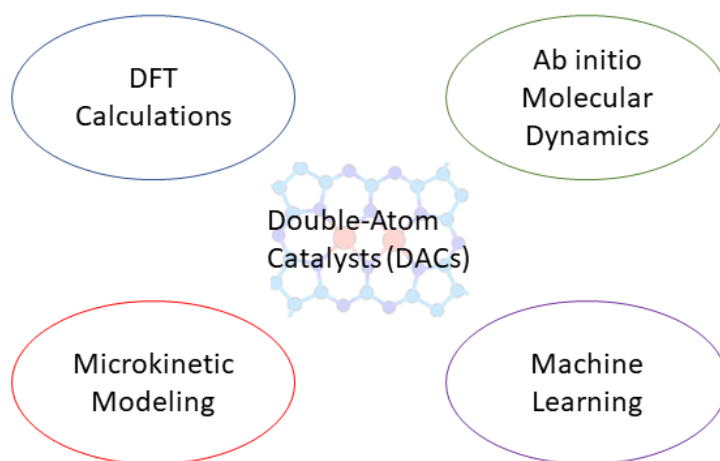 DFT
Calculations
Ab initio
Molecular
Dynamics
Double-Atom
Catalysts (DACs)
Microkinetic
Modeling
Machine
Learning